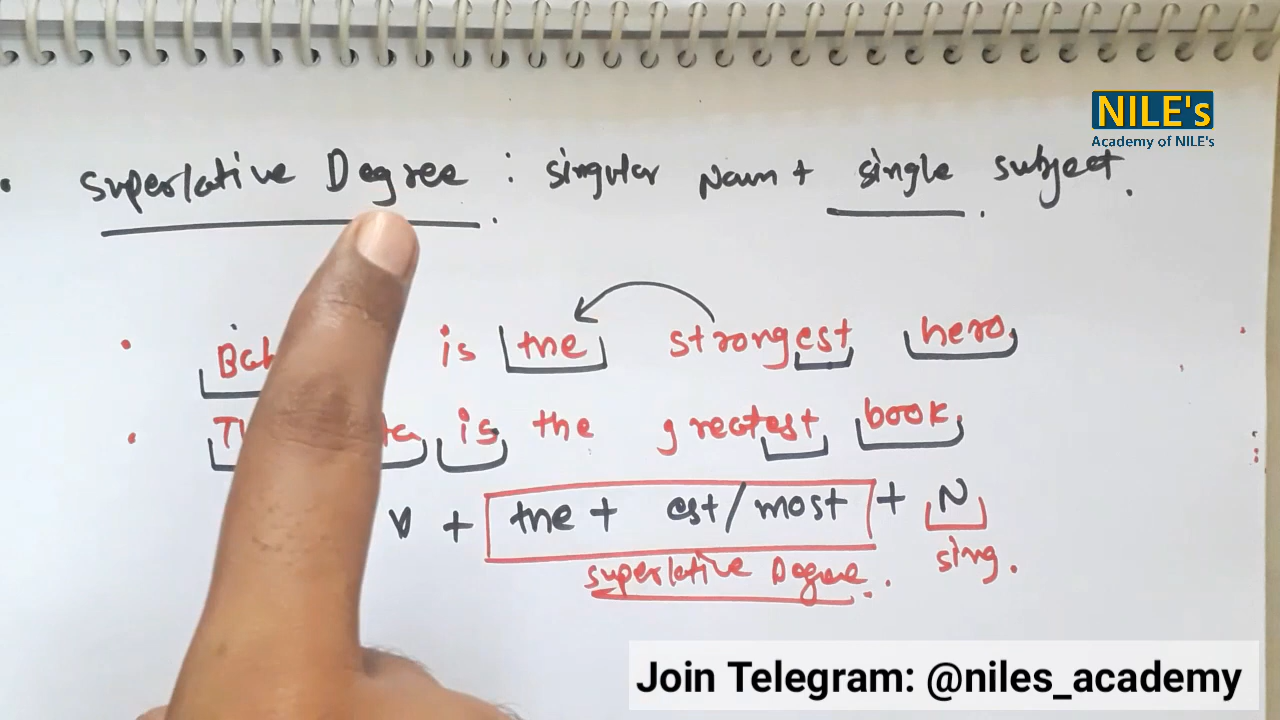 NILE's
Academy of NILE's
• Superlative Degree : singular Noun + single subject.
• is the strongest hero
• is the greatest book
V + the + est/most + N
superlative Degree. sing.
Join Telegram: @niles_academy